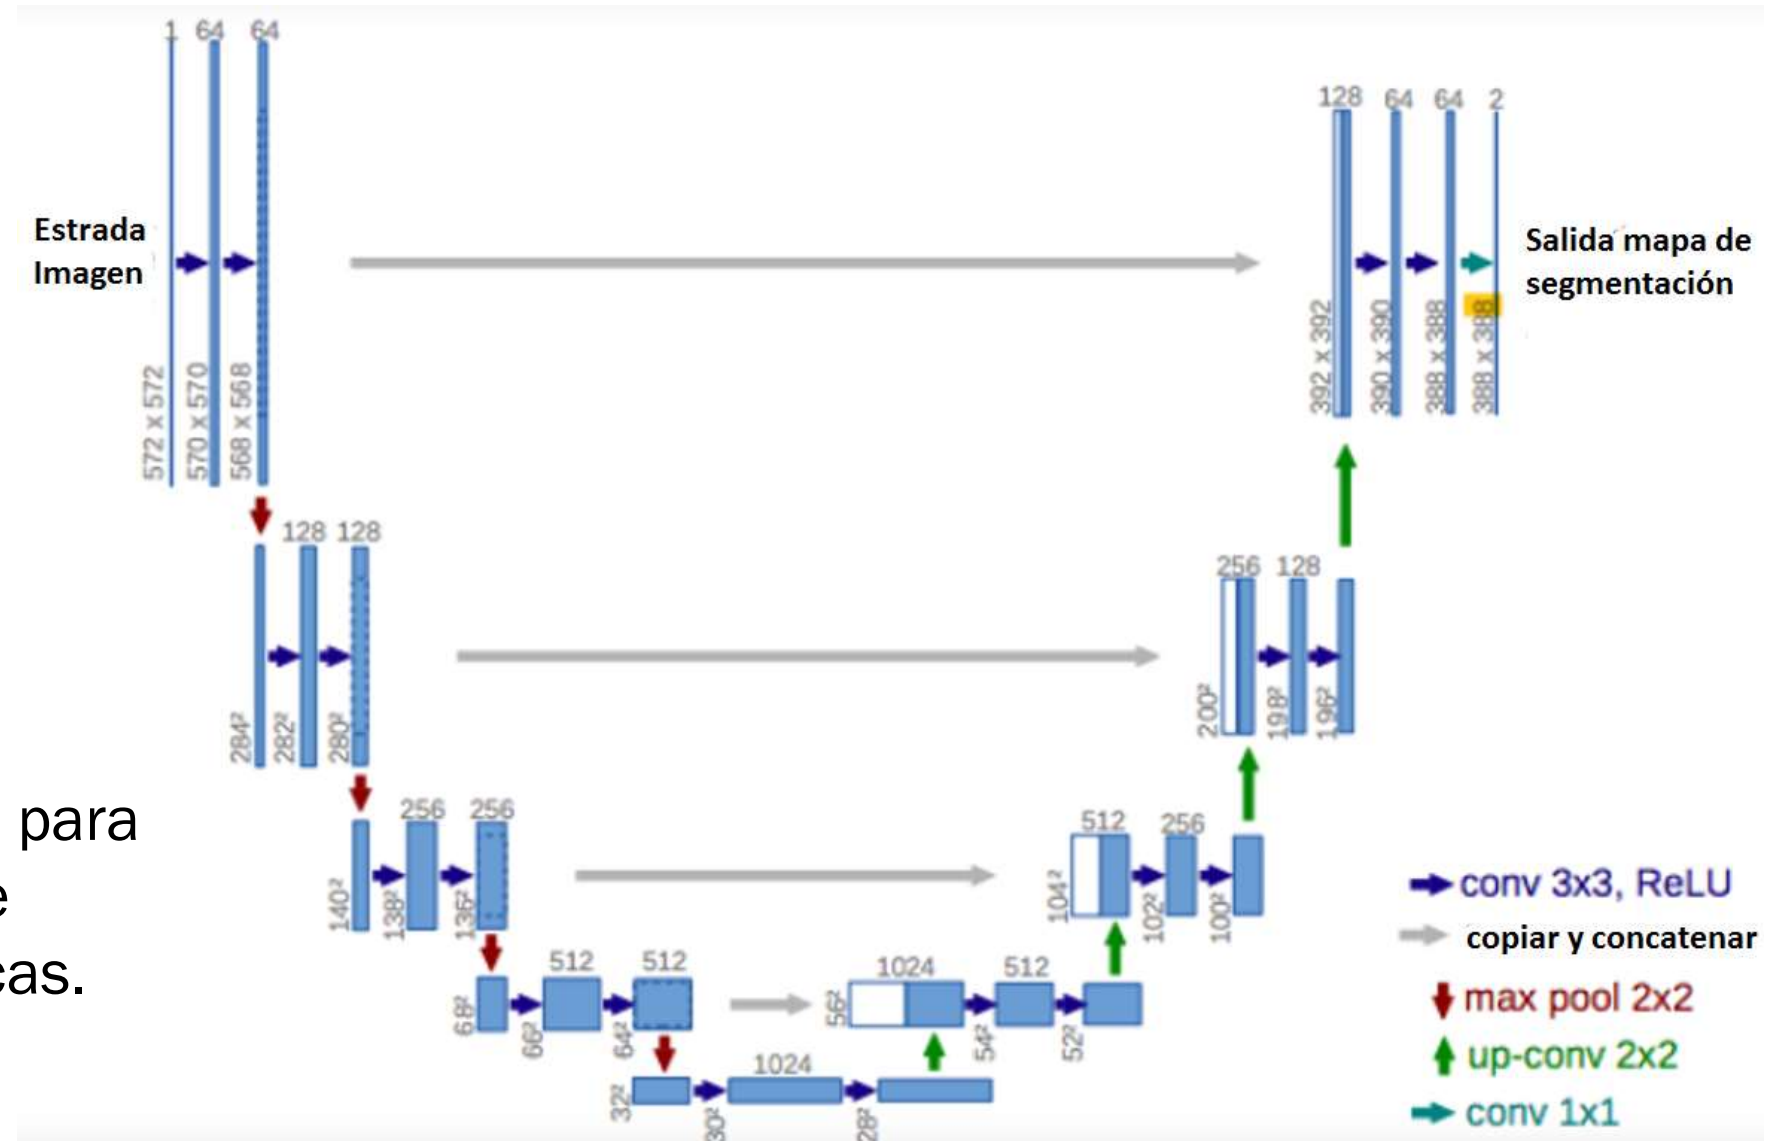 1 64 64
128 64 64 2
Estrada
Imagen
572 x 572
570 x 570
568 x 568
392 x 392
390 x 390
388 x 388
388 x 388
Salida mapa de
segmentación
128 128
284²
282²
280²
256 128
200²
198²
196²
para
e
cas.
256 256
140²
138²
136²
512 256
104²
102²
100²
512 512
68²
66²
64²
1024 512
56²
54²
52²
1024
32²
30²
28²
conv 3x3, ReLU
copiar y concatenar
max pool 2x2
up-conv 2x2
conv 1x1